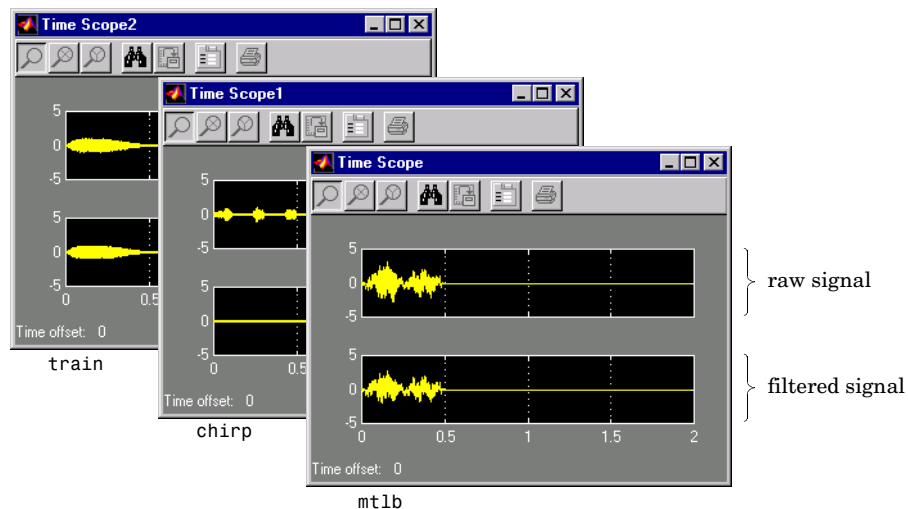 Time Scope2
5
0
-5
5
0
-5
0
0.5
Time offset: 0
train
Time Scope1
5
0
-5
5
0
-5
0
0.5
Time offset: 0
chirp
Time Scope
5
0
-5
raw signal
5
0
-5
filtered signal
0 0.5 1 1.5 2
Time offset: 0
mtlb